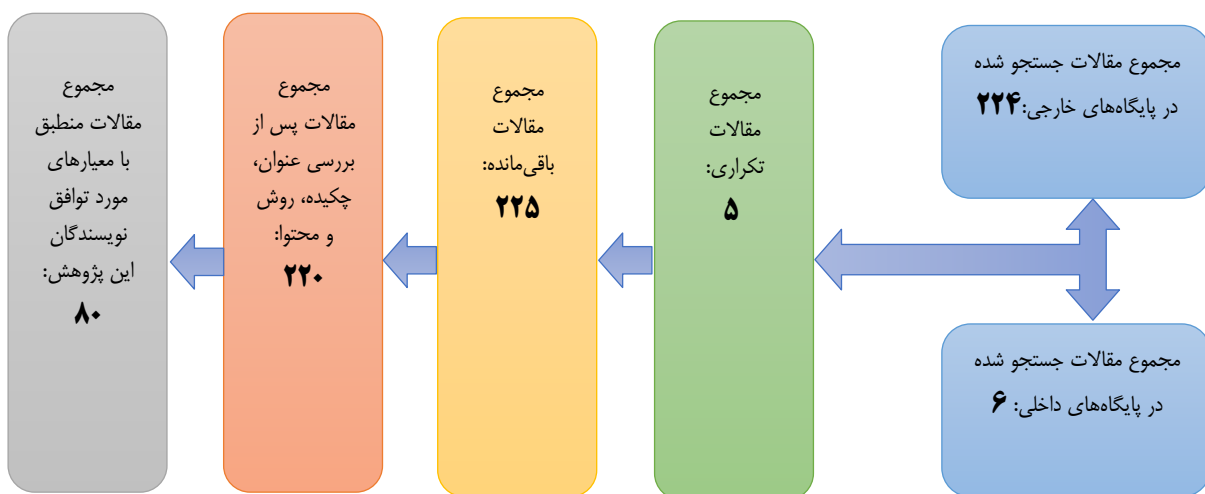 مجموع مقالات جستجو شده
در پایگاه‌های خارجی:۲۲۴
مجموع مقالات جستجو شده
در پایگاه‌های داخلی: ۶
مجموع
مقالات
تکراری:
۵
مجموع
مقالات
باقی‌مانده:
۲۲۵
مجموع
مقالات پس از
بررسی عنوان،
چکیده، روش
و محتوا:
۲۲۰
مجموع
مقالات منطبق
با معیارهای
مورد توافق
نویسندگان
این پژوهش:
۸۰